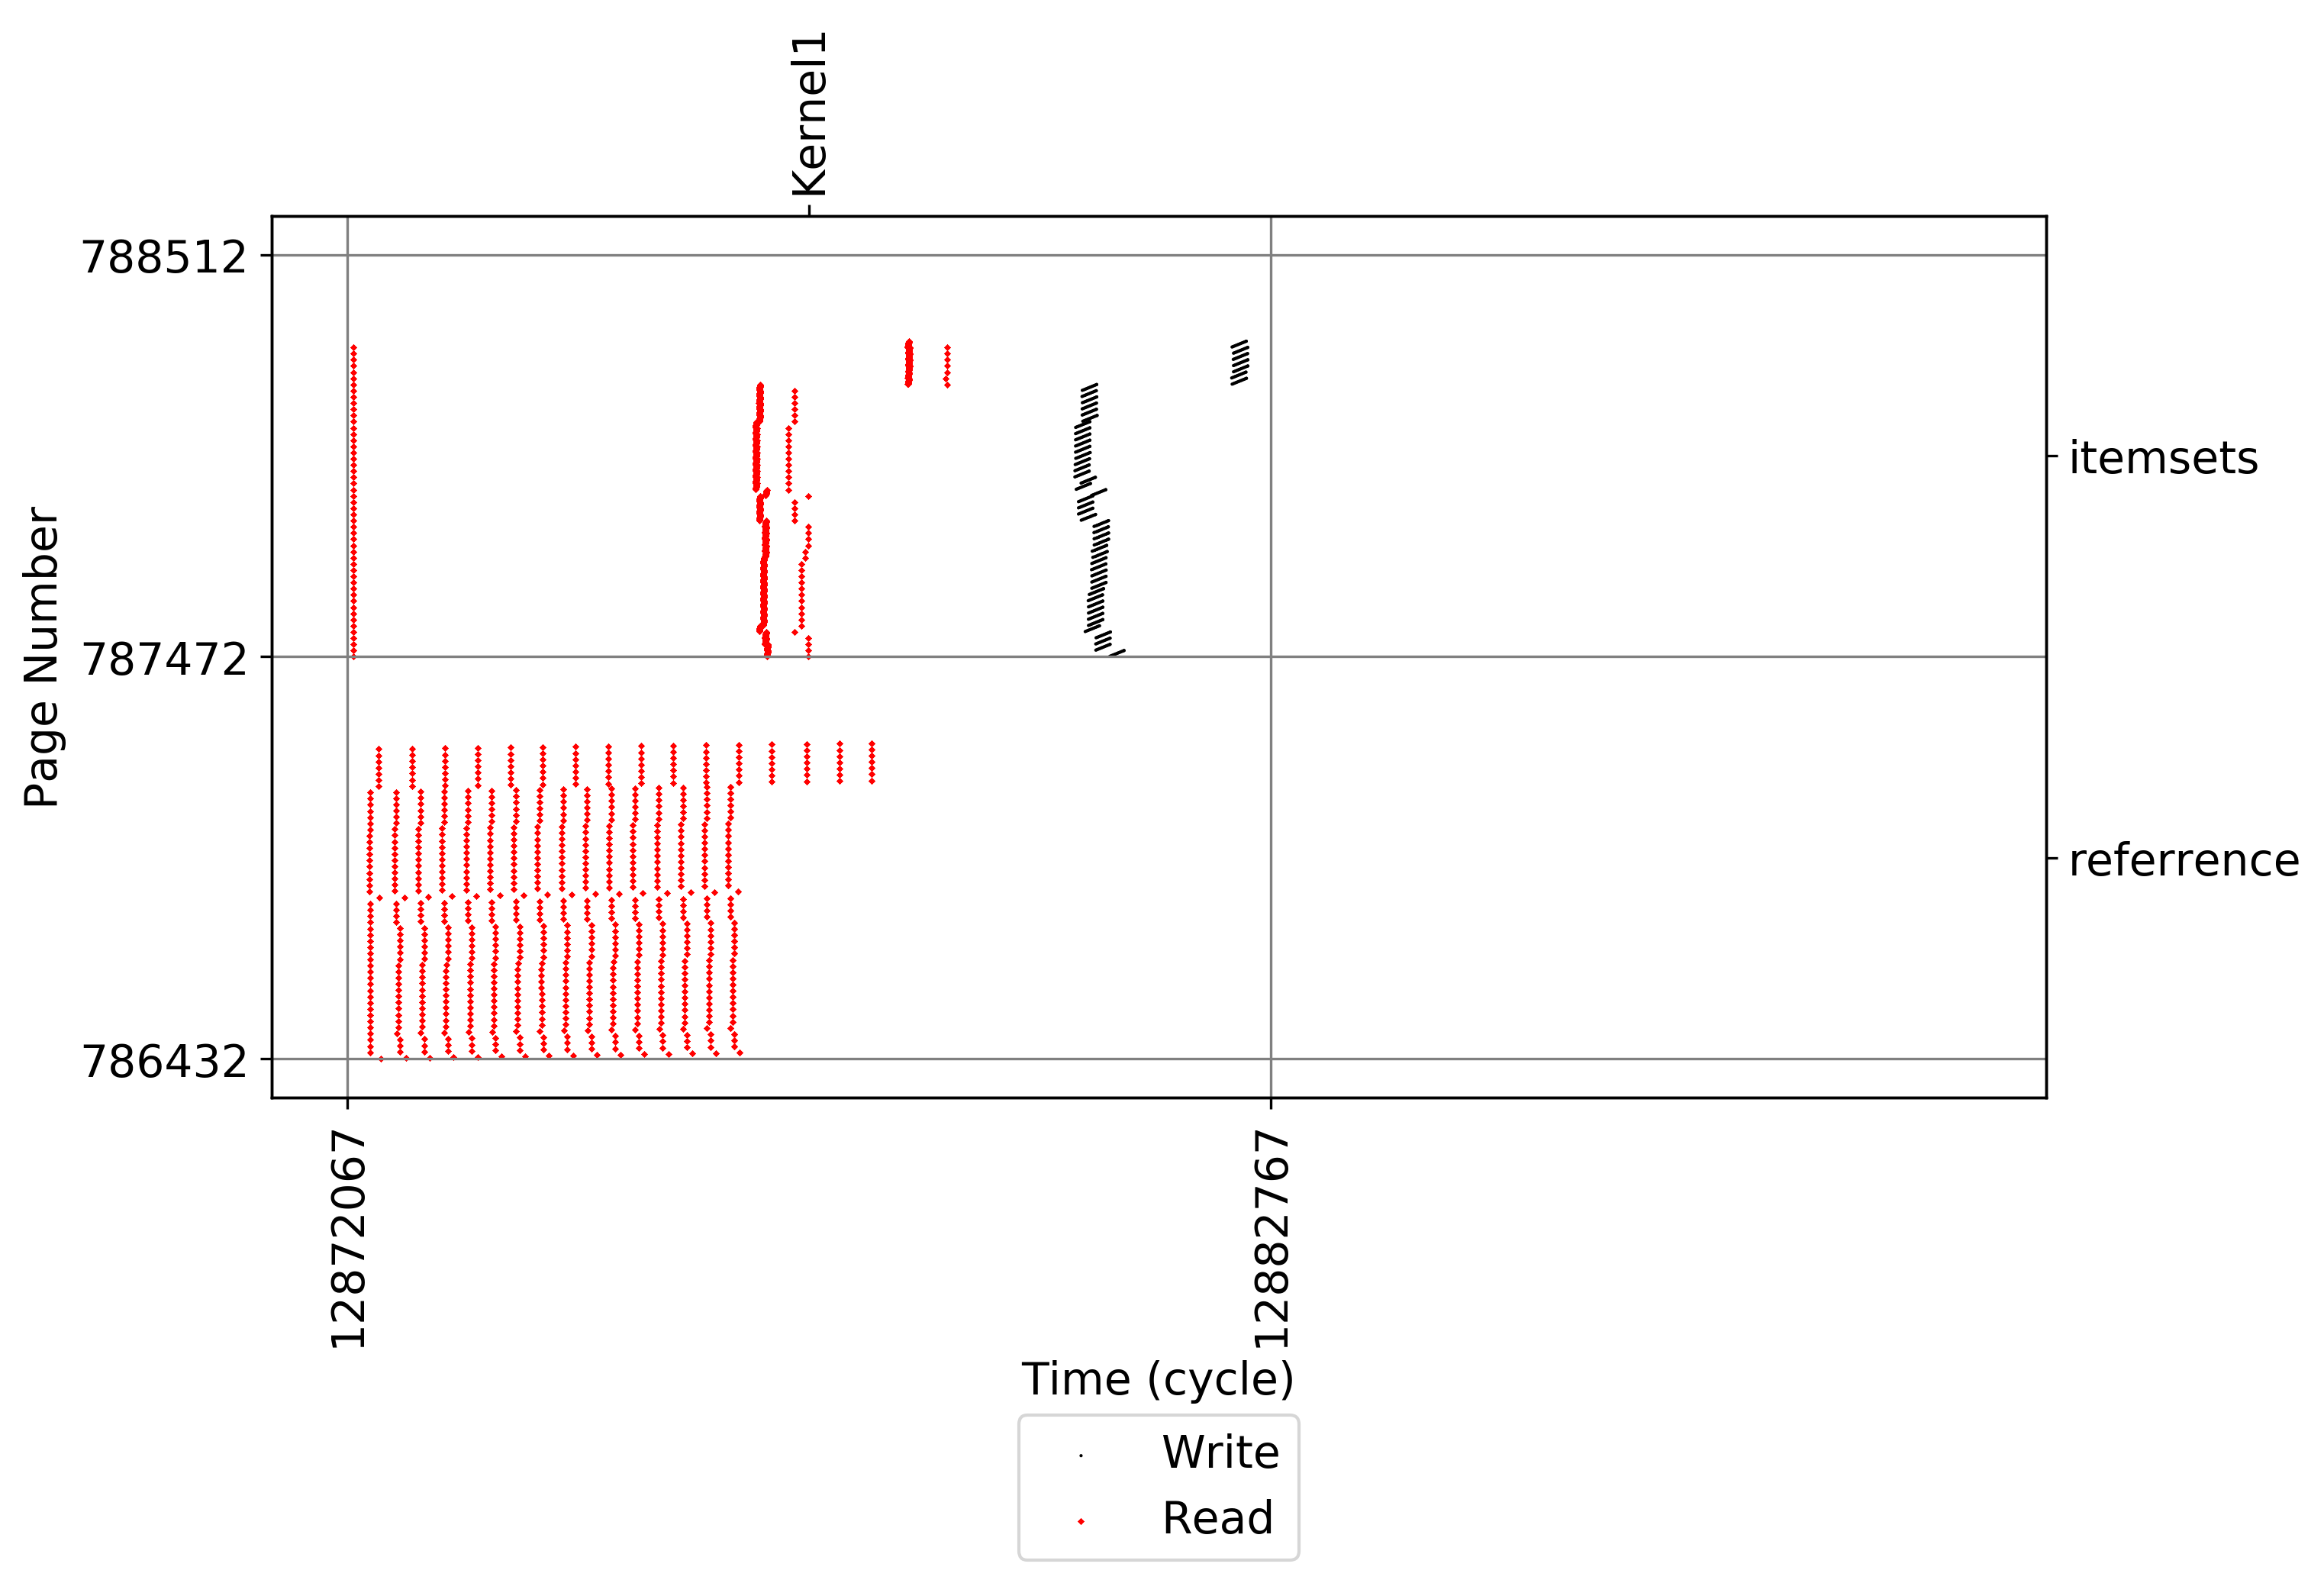 Kernel1
788512
itemsets
Page Number
787472
referrence
786432
12872067
12882767
Time (cycle)
Write
Read